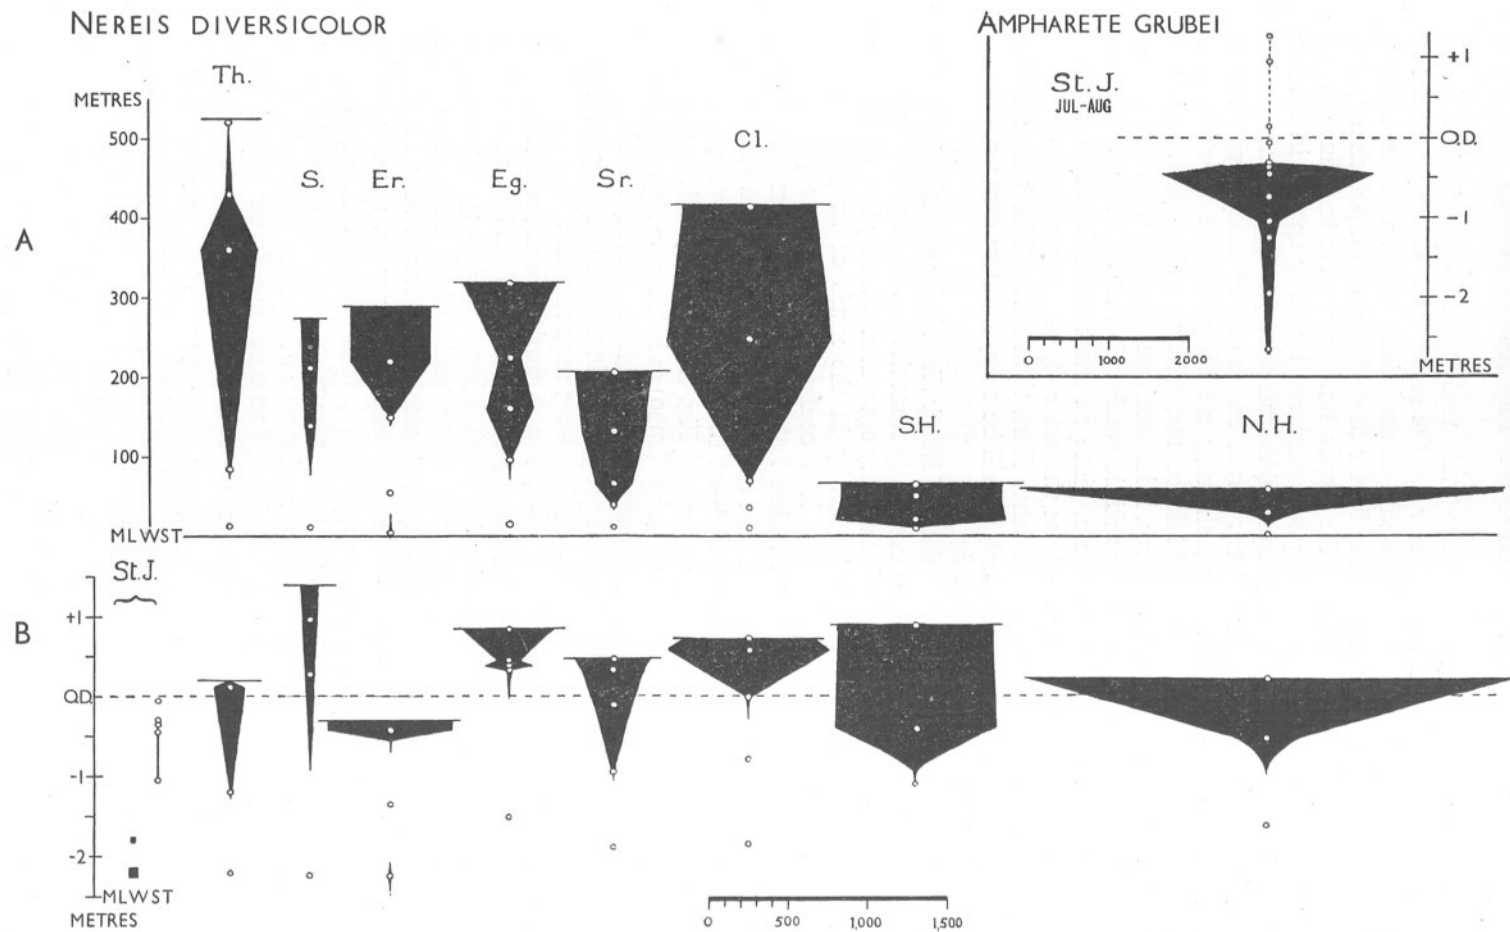 NEREIS DIVERSICOLOR
AMPHARETE GRUBEI
Th.
METRES
500
400
300
200
100
MLWST
A
S.
Er.
Eg.
Sr.
Cl.
S.H.
N.H.
St.J.
JUL-AUG
+1
O.D.
-1
-2
METRES
0
1000
2000
St.J.
B
+1
O.D.
-1
-2
MLWST
METRES
0
500
1,000
1,500